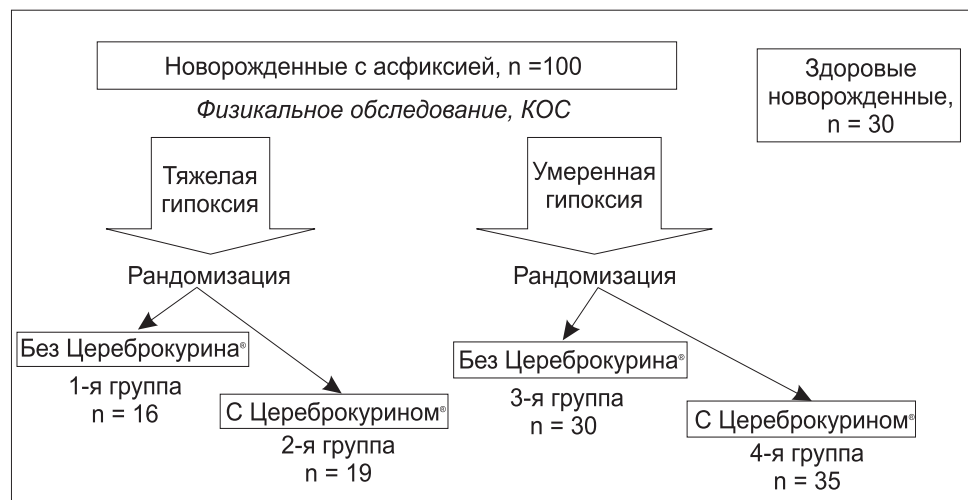 Новорожденные с асфиксией, n =100
Физикальное обследование, КОС
Здоровые
новорожденные,
n = 30
Тяжелая
гипоксия
Умеренная
гипоксия
Рандомизация
Рандомизация
Без Цереброкурина®
1-я группа
n = 16
С Цереброкурином®
2-я группа
n = 19
Без Цереброкурина®
3-я группа
n = 30
С Цереброкурином®
4-я группа
n = 35